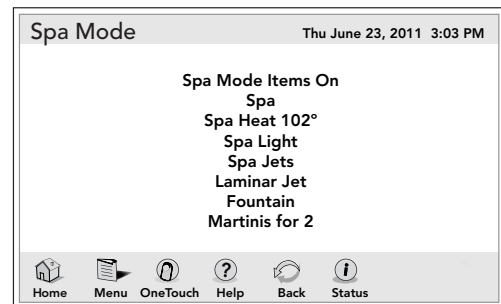 Spa Mode
Thu June 23, 2011 3:03 PM
Spa Mode Items On
Spa
Spa Heat 102°
Spa Light
Spa Jets
Laminar Jet
Fountain
Martinis for 2
Home Menu OneTouch Help Back Status